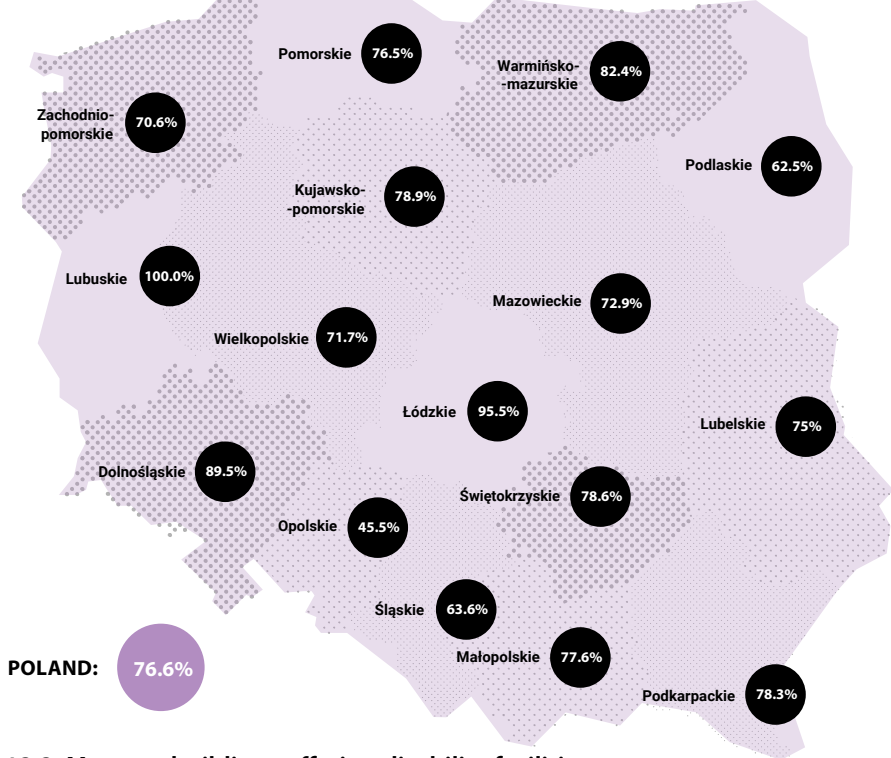 Pomorskie 76.5%
Warmińsko-
-mazurskie 82.4%
Zachodnio-
pomorskie 70.6%
Podlaskie 62.5%
Kujawsko-
-pomorskie 78.9%
Lubuskie 100.0%
Mazowieckie 72.9%
Wielkopolskie 71.7%
Łódzkie 95.5%
Lubelskie 75%
Dolnośląskie 89.5%
Świętokrzyskie 78.6%
Opolskie 45.5%
Śląskie 63.6%
Małopolskie 77.6%
POLAND: 76.6%
Podkarpackie 78.3%